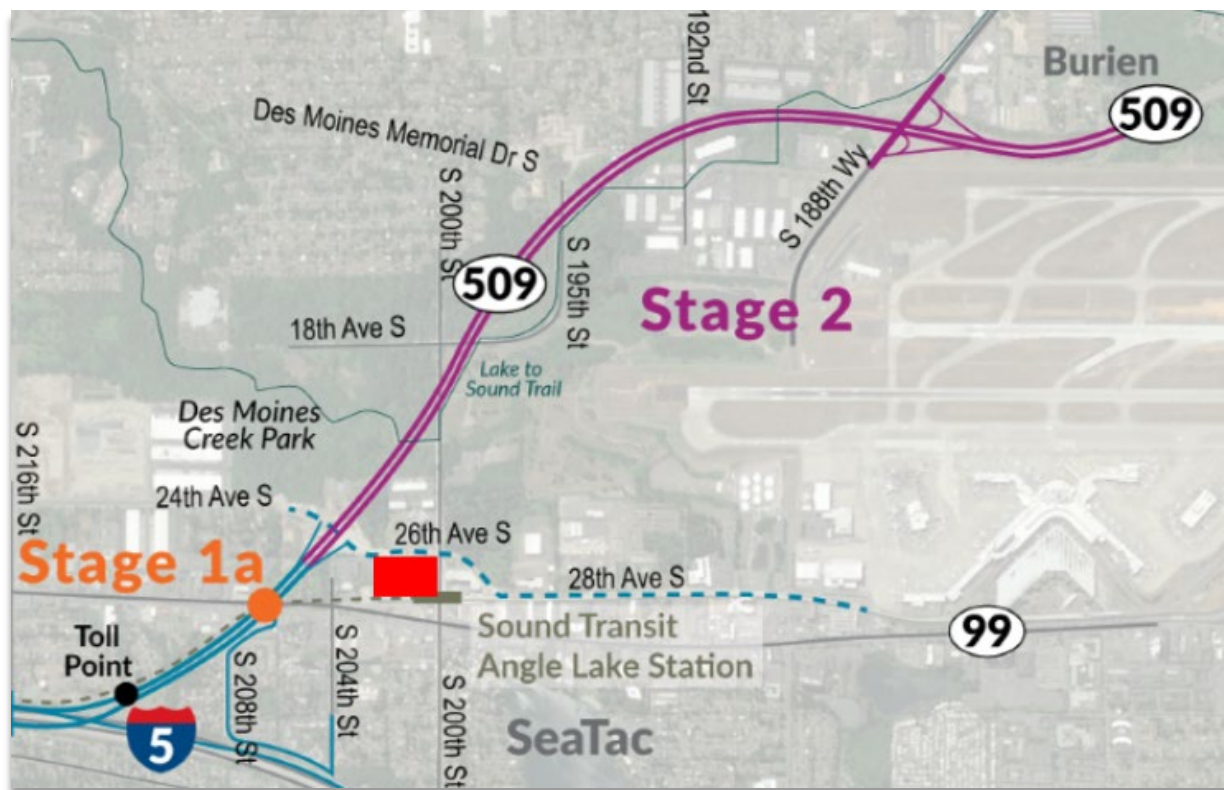 192nd St
Burien
509
Des Moines Memorial Dr S
S 200th St
S 188th Wy
509
S 195th St
Stage 2
18th Ave S
Lake to
Sound Trail
Des Moines
Creek Park
S 216th St
24th Ave S
26th Ave S
Stage 1a
28th Ave S
Sound Transit
Angle Lake Station
99
Toll
Point
S 208th St
S 204th St
S 200th St
SeaTac
5